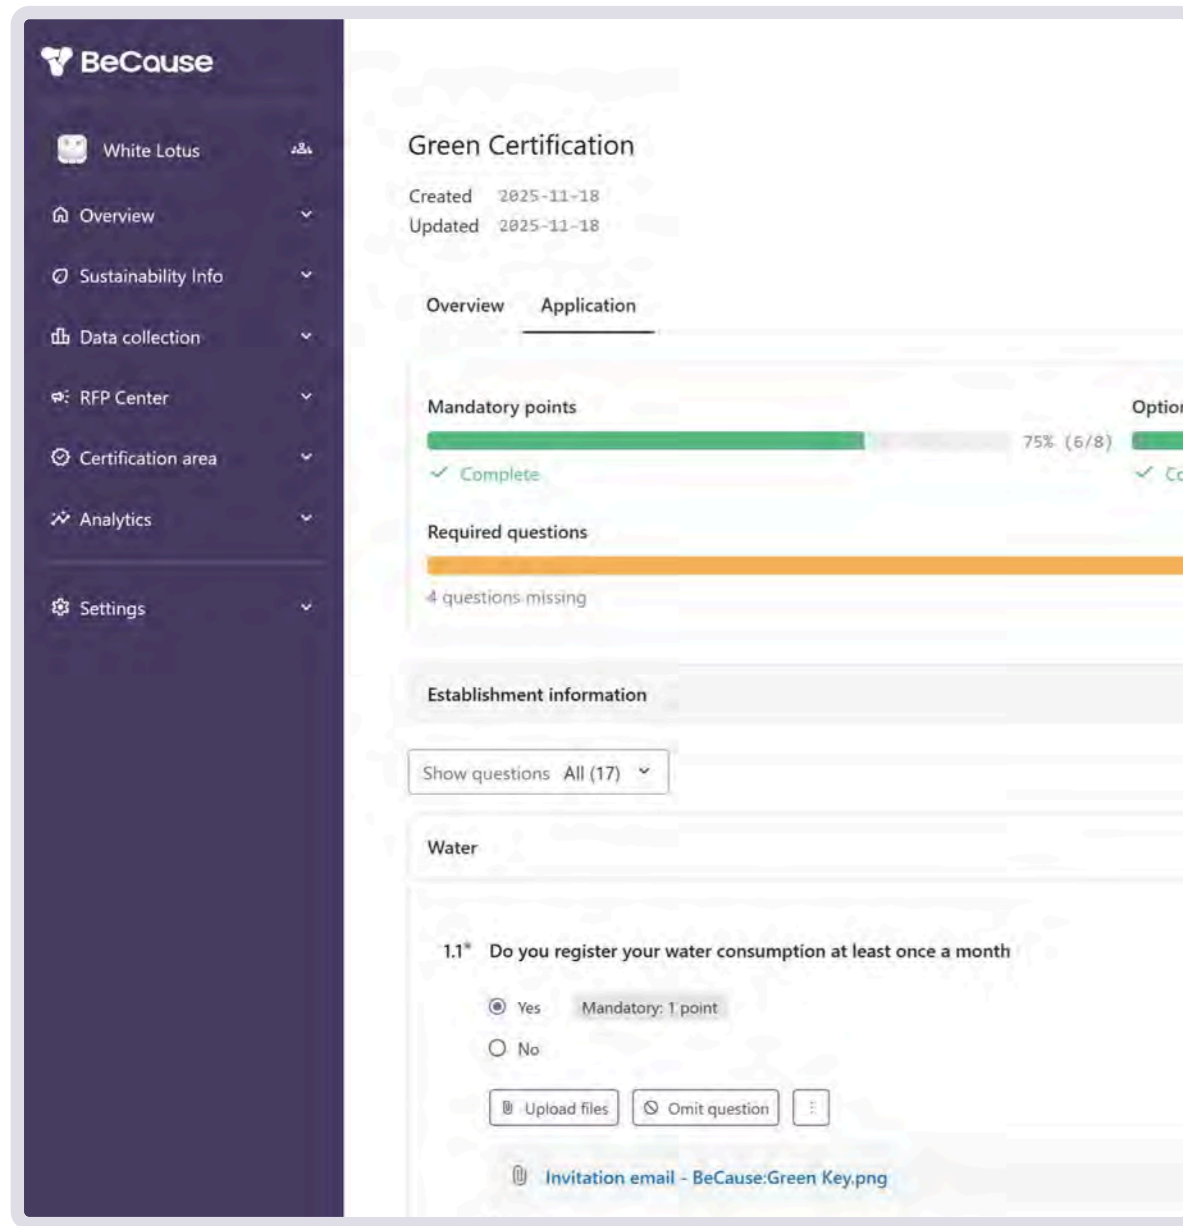 BeCause
White Lotus
Overview
Sustainability Info
Data collection
RFP Center
Certification area
Analytics
Settings
Green Certification
Created 2025-11-18
Updated 2025-11-18
Overview Application
Mandatory points
75% (6/8)
Complete
Option
Co
Required questions
4 questions missing
Establishment information
Show questions All (17)
Water
1.1* Do you register your water consumption at least once a month
Yes Mandatory: 1 point
No
Upload files Omit question
Invitation email - BeCause:Green Key.png